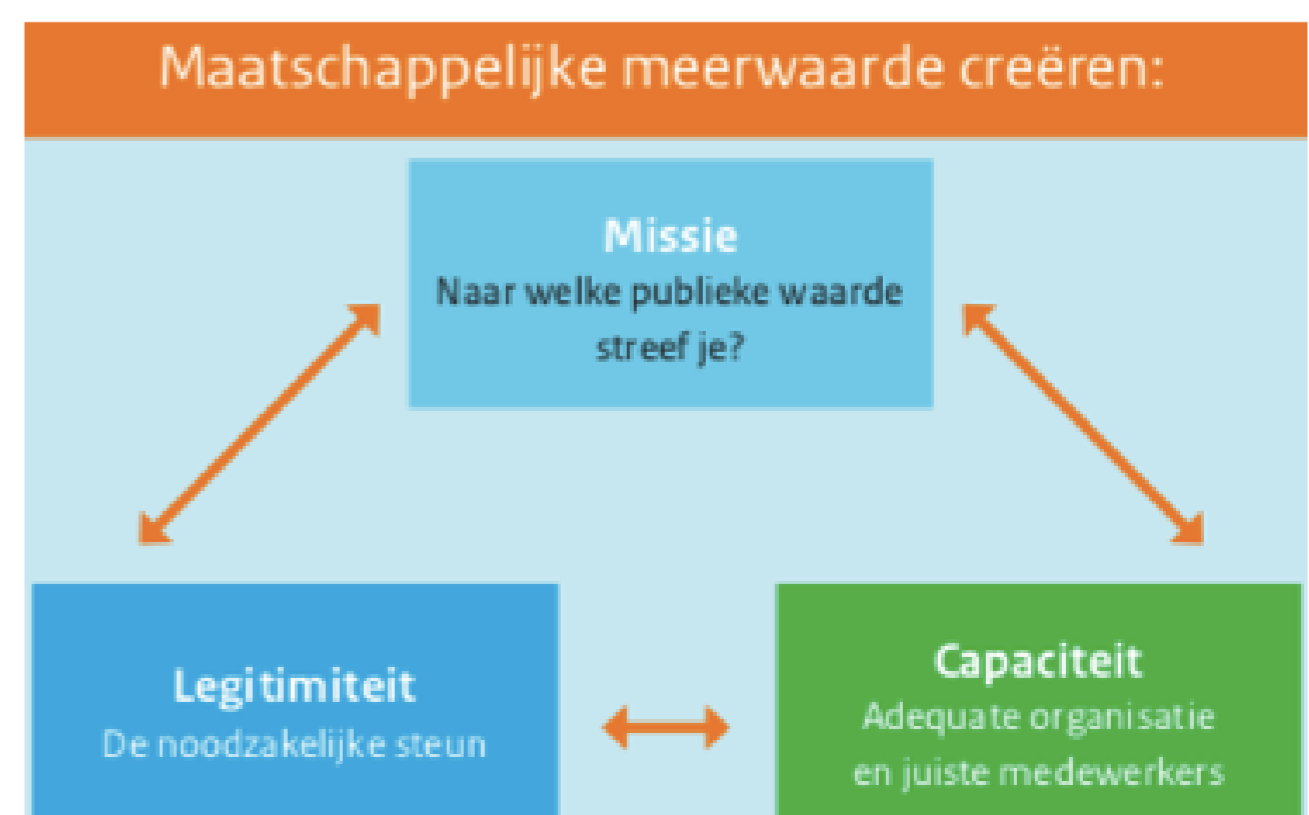 Maatschappelijke meerwaarde creëren:
Missie
Naar welke publieke waarde
streef je?
Legitimiteit
De noodzakelijke steun
Capaciteit
Adequate organisatie
en juiste medewerkers